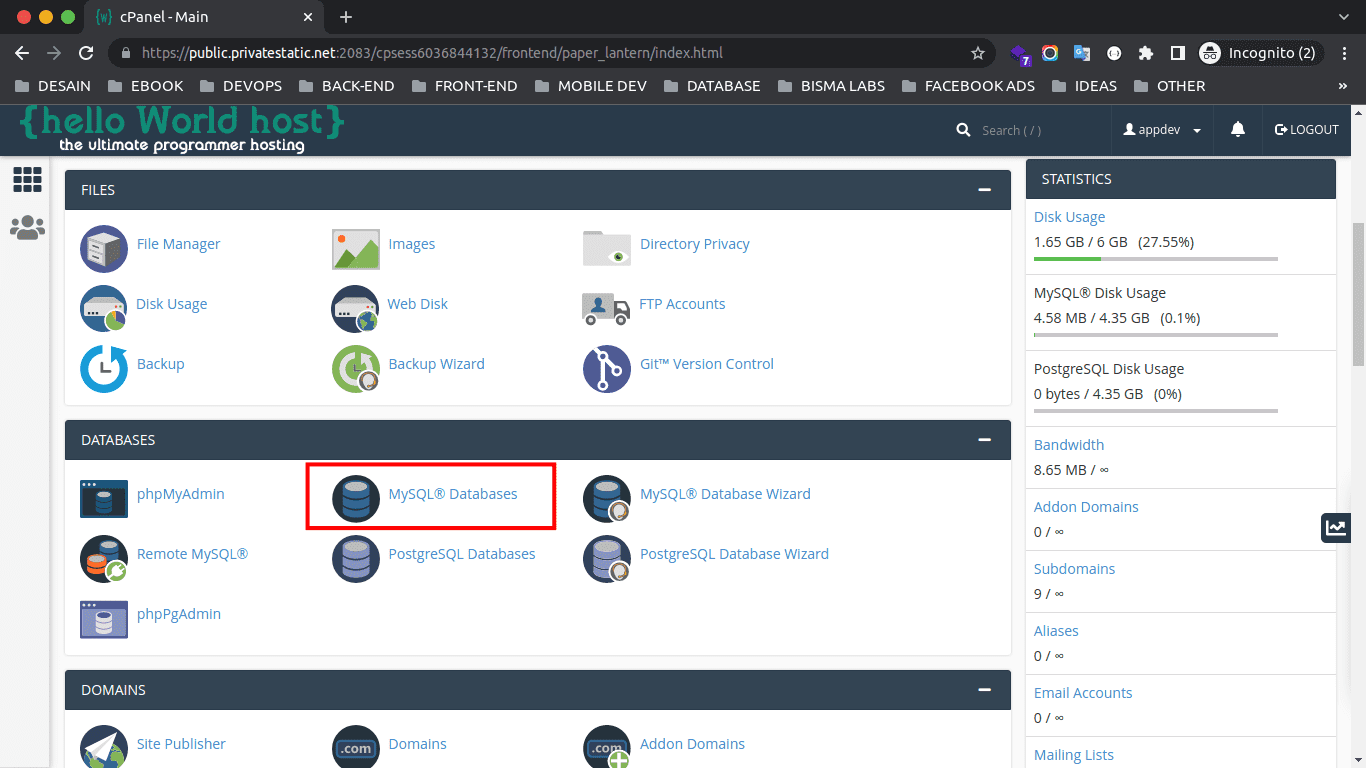 cPanel - Main
https://public.privatestatic.net:2083/cpsess6036844132/frontend/paper_lantern/index.html
7
Incognito (2)
DESAIN EBOOK DEVOPS BACK-END FRONT-END MOBILE DEV DATABASE BISMA LABS FACEBOOK ADS IDEAS OTHER »
{hello World host}
the ultimate programmer hosting
Search ( / )
appdev
LOGOUT
FILES
File Manager
Images
Directory Privacy
Disk Usage
Web Disk
FTP Accounts
Backup
Backup Wizard
Git™ Version Control
DATABASES
phpMyAdmin
MySQL® Databases
MySQL® Database Wizard
Remote MySQL®
PostgreSQL Databases
PostgreSQL Database Wizard
phpPgAdmin
DOMAINS
Site Publisher
.com
Domains
.com
Addon Domains
STATISTICS
Disk Usage
1.65 GB / 6 GB (27.55%)
MySQL® Disk Usage
4.58 MB / 4.35 GB (0.1%)
PostgreSQL Disk Usage
0 bytes / 4.35 GB (0%)
Bandwidth
8.65 MB / ∞
Addon Domains
0 / ∞
Subdomains
9 / ∞
Aliases
0 / ∞
Email Accounts
0 / ∞
Mailing Lists